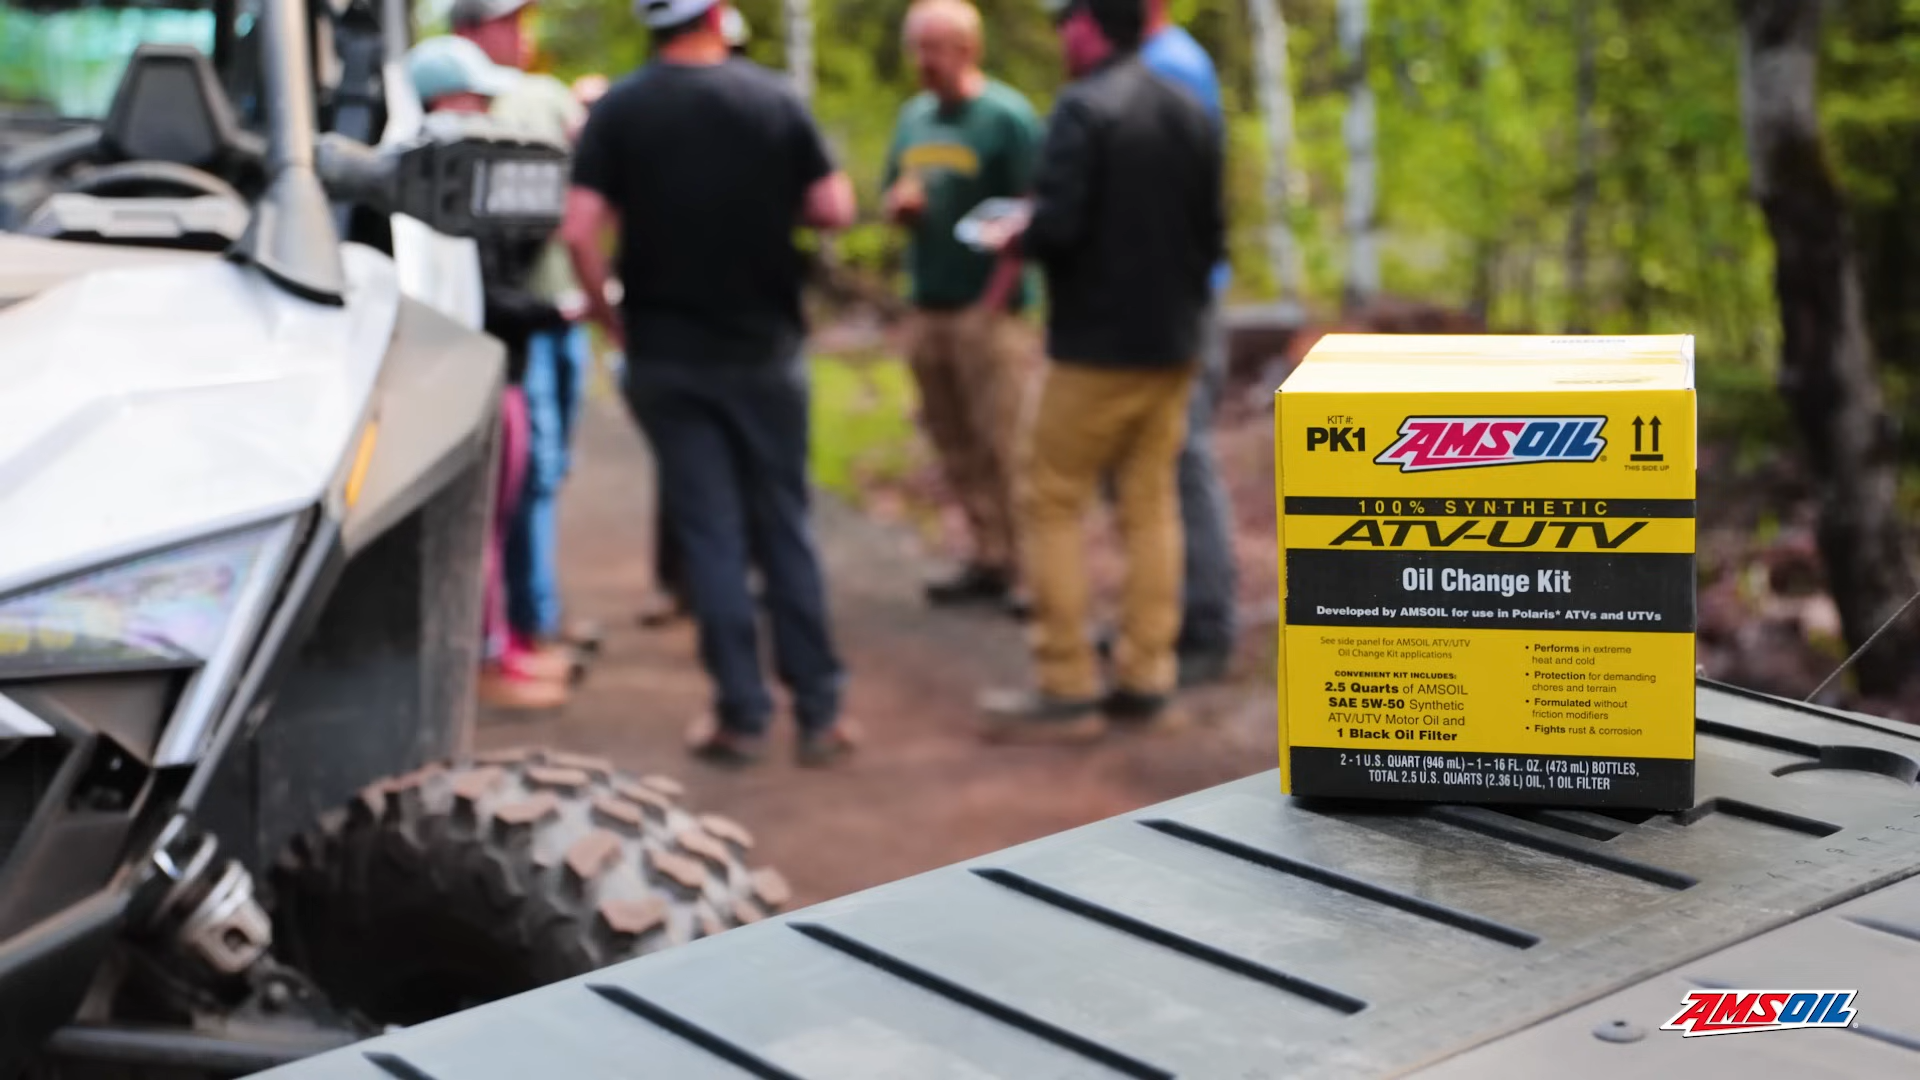 KIT #:
PK1
AMSOIL®
THIS SIDE UP
100% SYNTHETIC
ATV-UTV
Oil Change Kit
Developed by AMSOIL for use in Polaris* ATVs and UTVs
See side panel for AMSOIL ATV/UTV
Oil Change Kit applications
CONVENIENT KIT INCLUDES:
2.5 Quarts of AMSOIL
SAE 5W-50 Synthetic
ATV/UTV Motor Oil and
1 Black Oil Filter
• Performs in extreme
heat and cold
• Protection for demanding
chores and terrain
• Formulated without
friction modifiers
• Fights rust & corrosion
2 - 1 U.S. QUART (946 mL) – 1 – 16 FL. OZ. (473 mL) BOTTLES,
TOTAL 2.5 U.S. QUARTS (2.36 L) OIL, 1 OIL FILTER
AMSOIL®